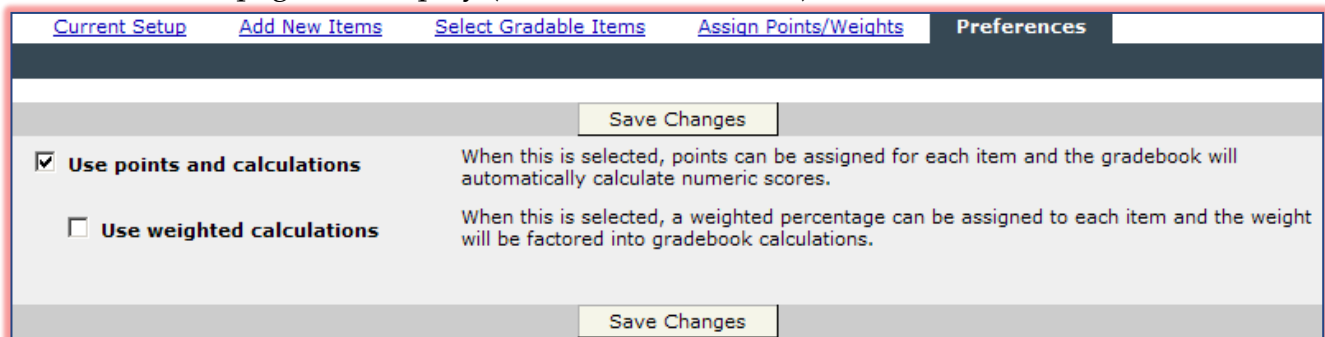 Current Setup Add New Items Select Gradable Items Assign Points/Weights Preferences
Save Changes
Use points and calculations When this is selected, points can be assigned for each item and the gradebook will
automatically calculate numeric scores.
Use weighted calculations When this is selected, a weighted percentage can be assigned to each item and the weight
will be factored into gradebook calculations.
Save Changes